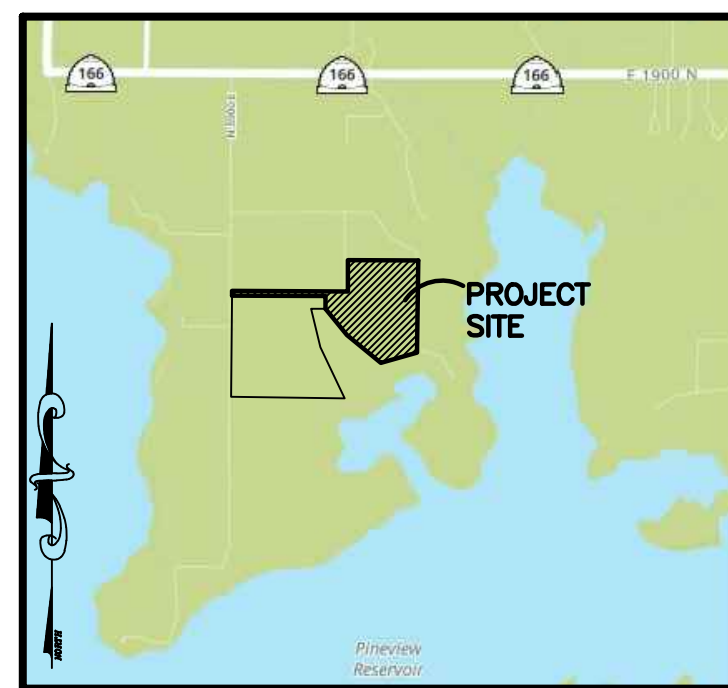 166
166
166
E 1900 N
PROJECT
SITE
Pineview
Reservoir
NORTH